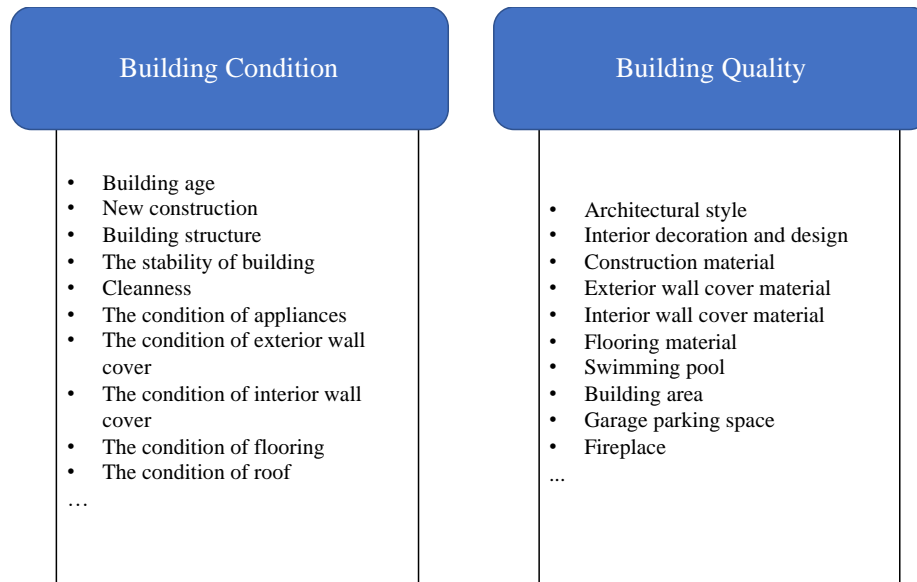 Building Condition
• Building age
• New construction
• Building structure
• The stability of building
• Cleanness
• The condition of appliances
• The condition of exterior wall
cover
• The condition of interior wall
cover
• The condition of flooring
• The condition of roof
…
Building Quality
• Architectural style
• Interior decoration and design
• Construction material
• Exterior wall cover material
• Interior wall cover material
• Flooring material
• Swimming pool
• Building area
• Garage parking space
• Fireplace
...